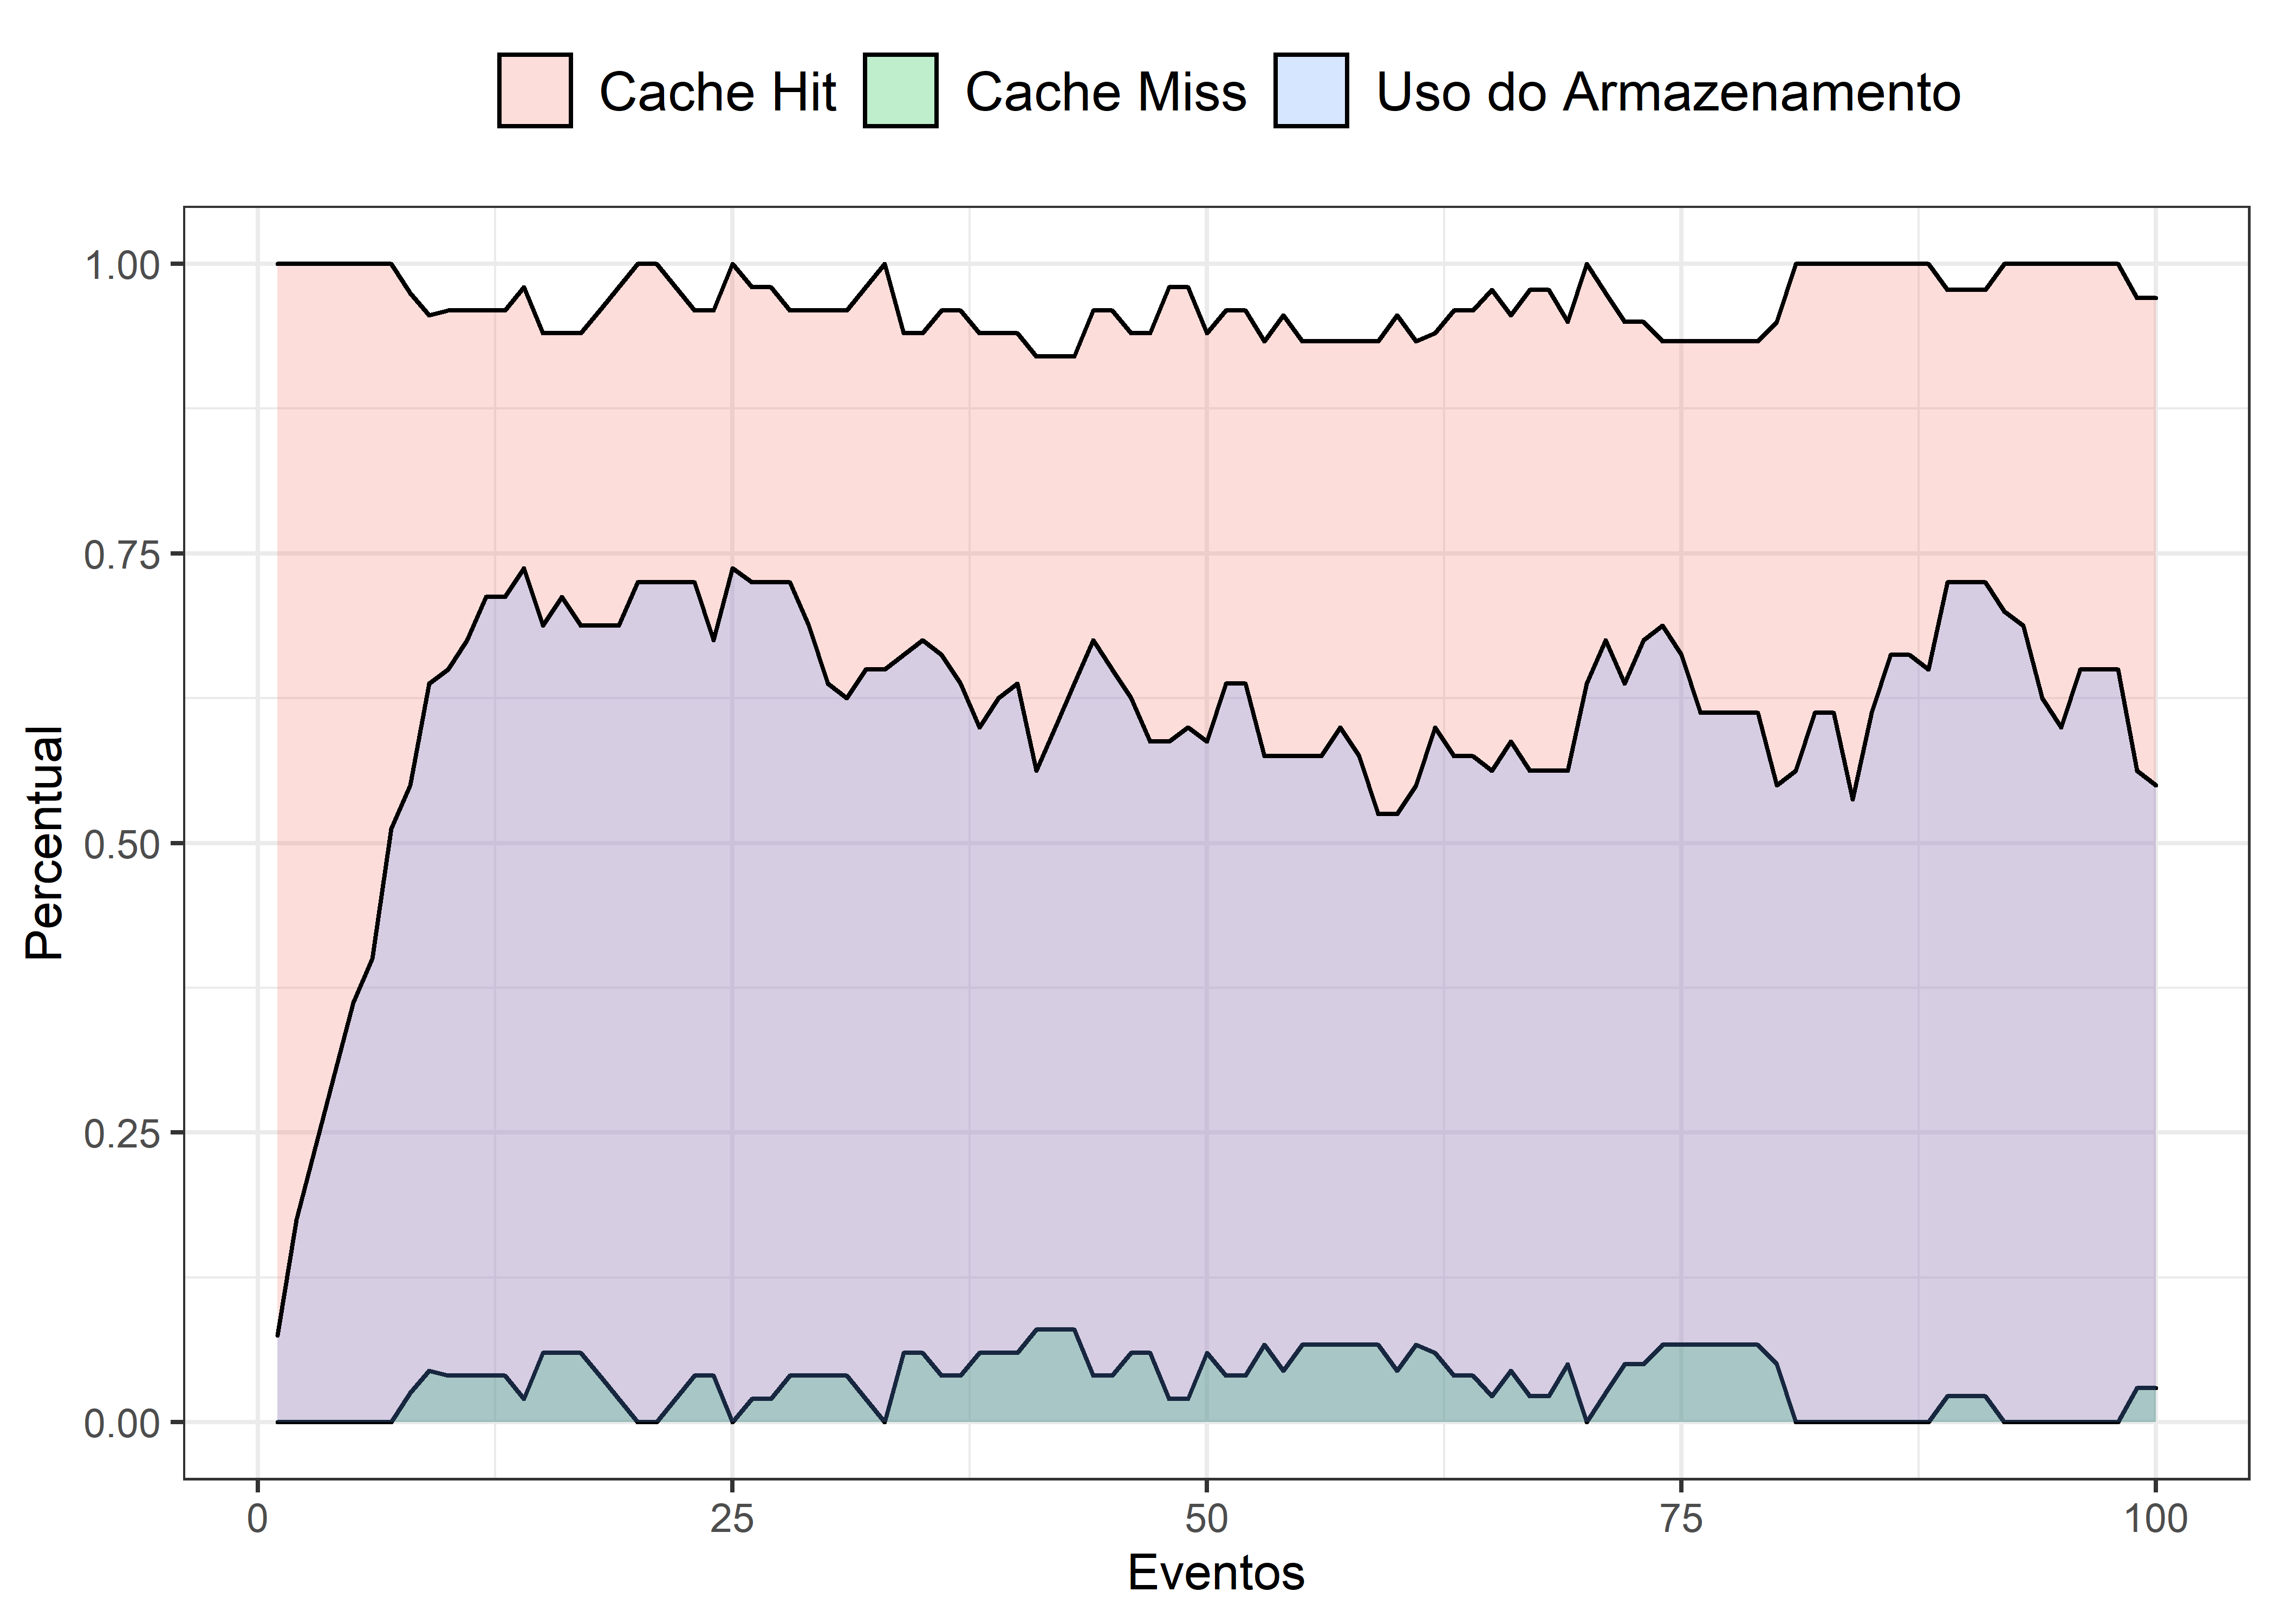 Cache Hit Cache Miss Uso do Armazenamento
1.00
0.75
0.50
0.25
0.00
Percentual
0 25 50 75 100
Eventos